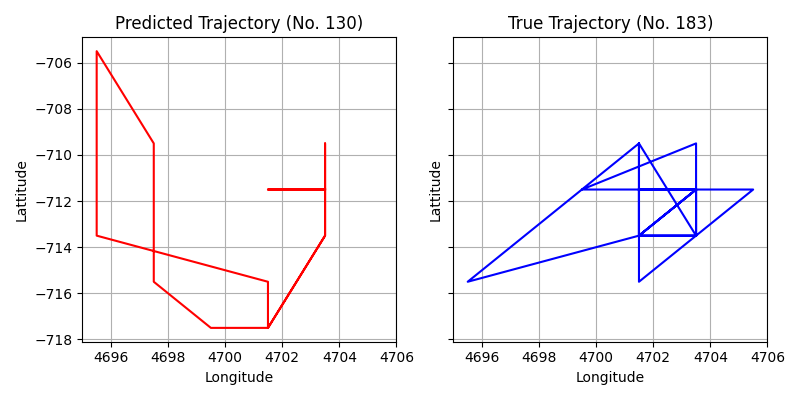 Predicted Trajectory (No. 130)
True Trajectory (No. 183)
Lattitude
−706
−708
−710
−712
−714
−716
−718
4696 4698 4700 4702 4704 4706
Longitude
Lattitude
4696 4698 4700 4702 4704 4706
Longitude